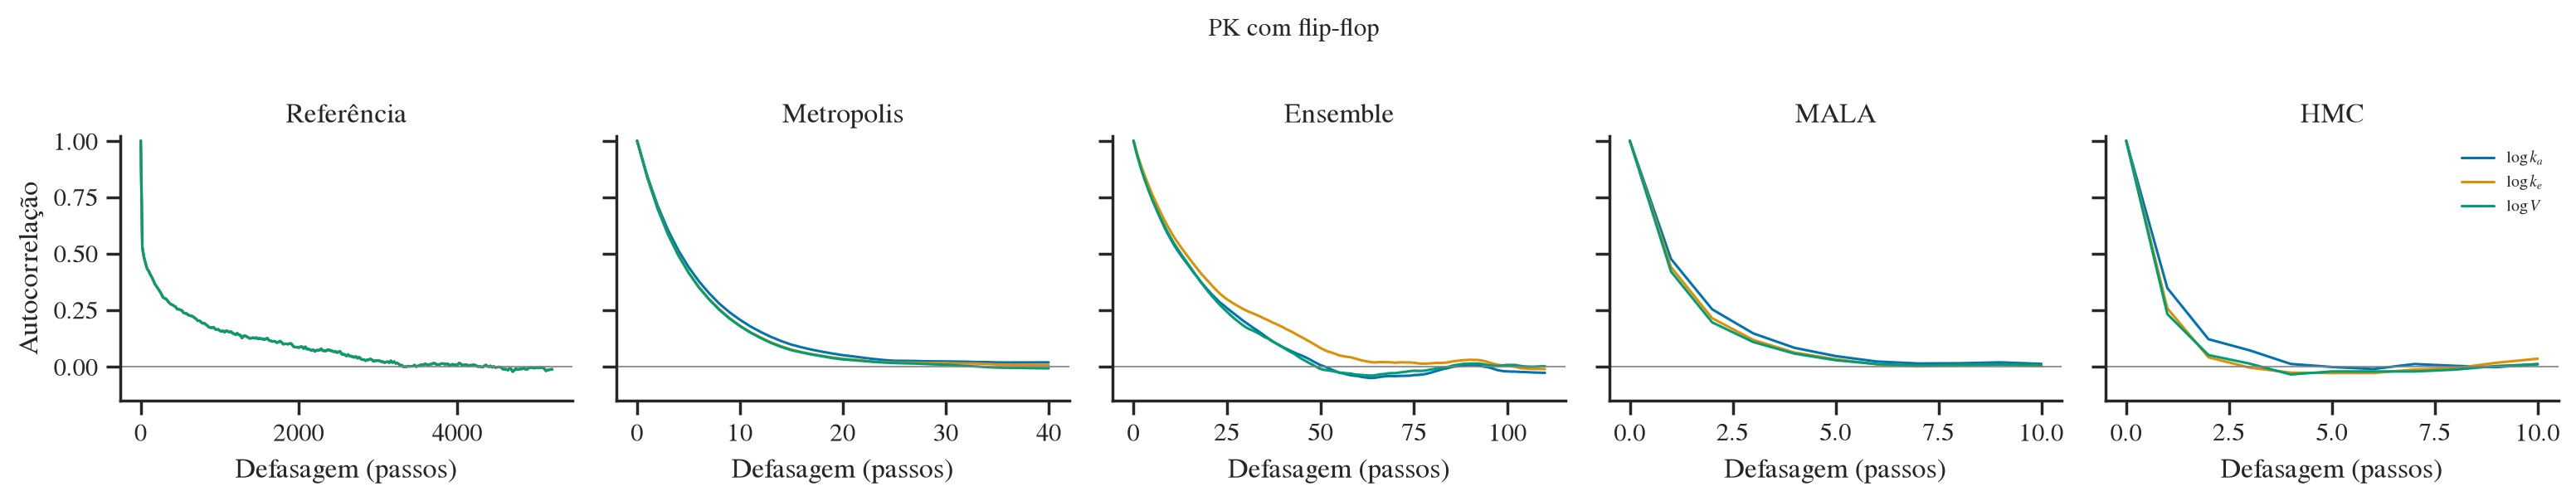 PK com flip-flop
Referência
Metropolis
Ensemble
MALA
HMC
Autocorrelação
1.00
0.75
0.50
0.25
0.00
0 2000 4000
0 10 20 30 40
0 25 50 75 100
0.0 2.5 5.0 7.5 10.0
0.0 2.5 5.0 7.5 10.0
log kₐ
log kₑ
log V
Defasagem (passos)
Defasagem (passos)
Defasagem (passos)
Defasagem (passos)
Defasagem (passos)